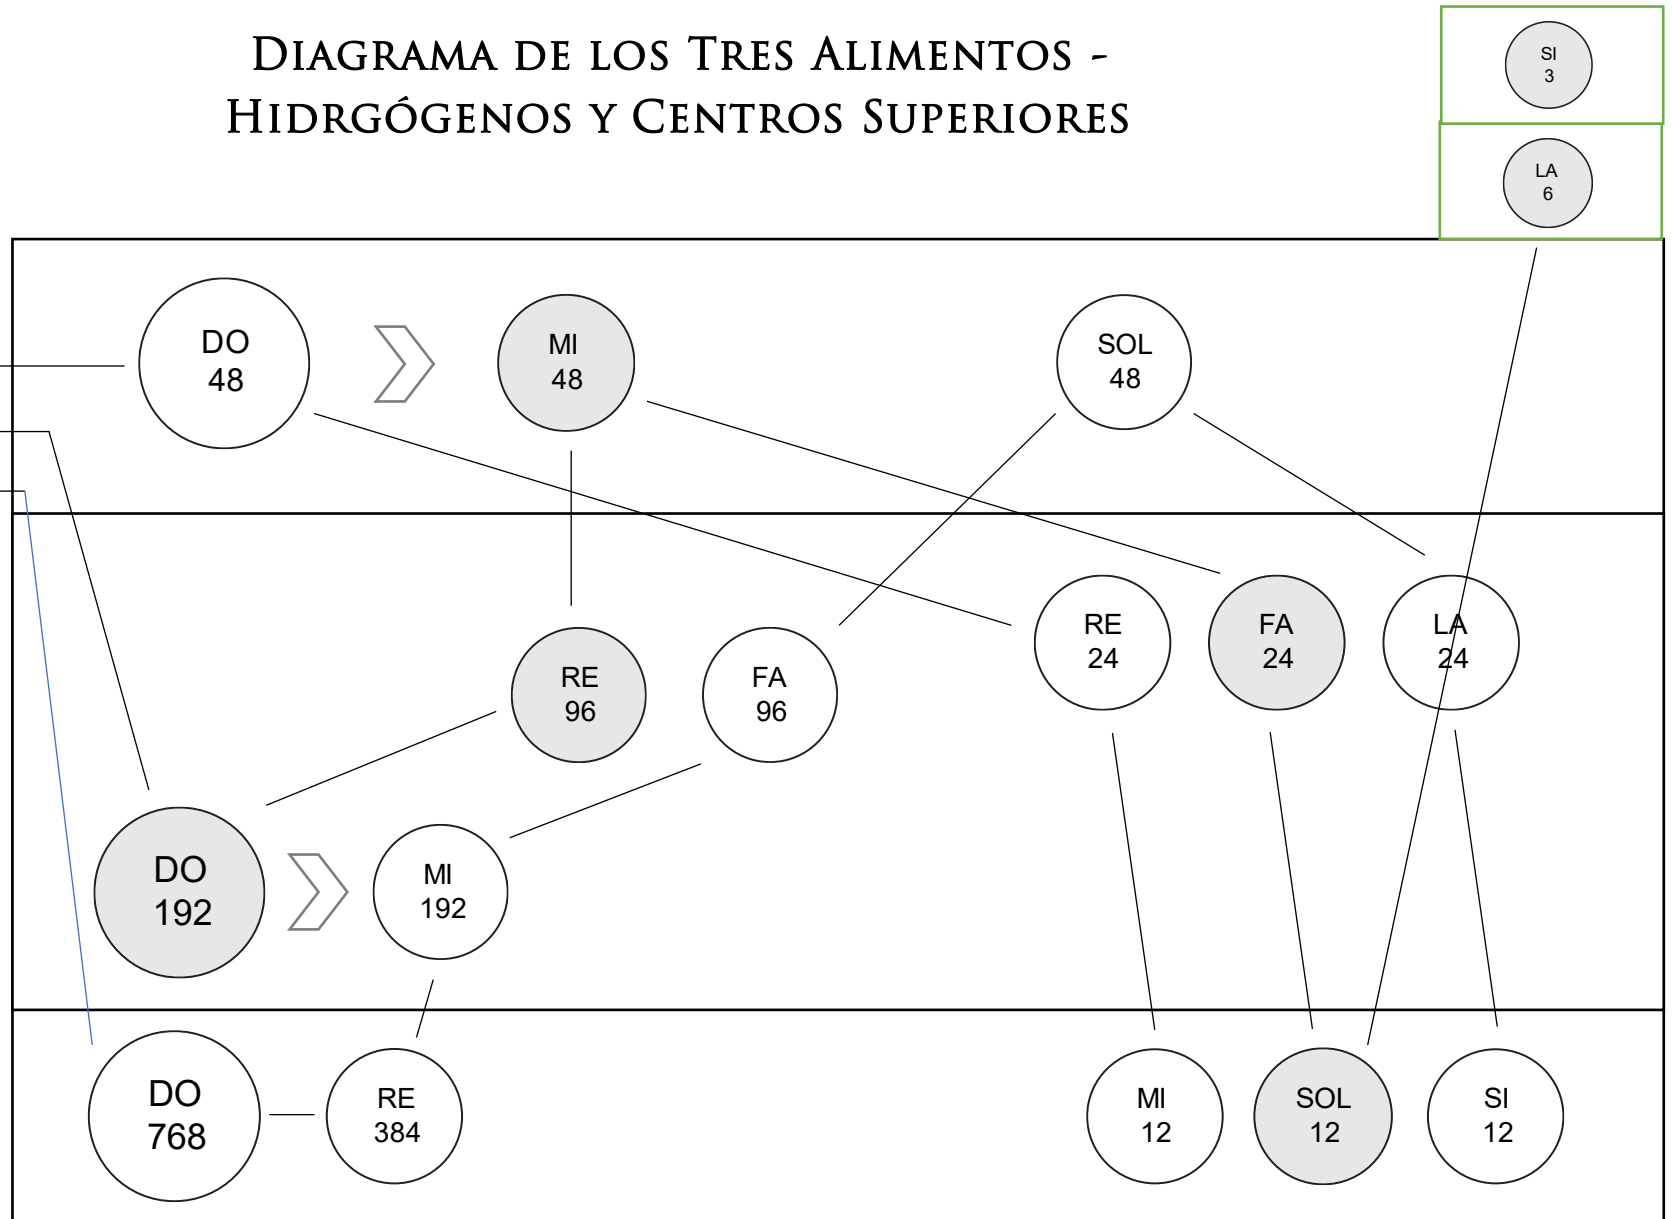 Diagrama de los Tres Alimentos -
Hidrgógenos y Centros Superiores
SI
3
LA
6
DO
48
MI
48
SOL
48
RE
24
FA
24
LA
24
RE
96
FA
96
DO
192
MI
192
DO
768
RE
384
MI
12
SOL
12
SI
12